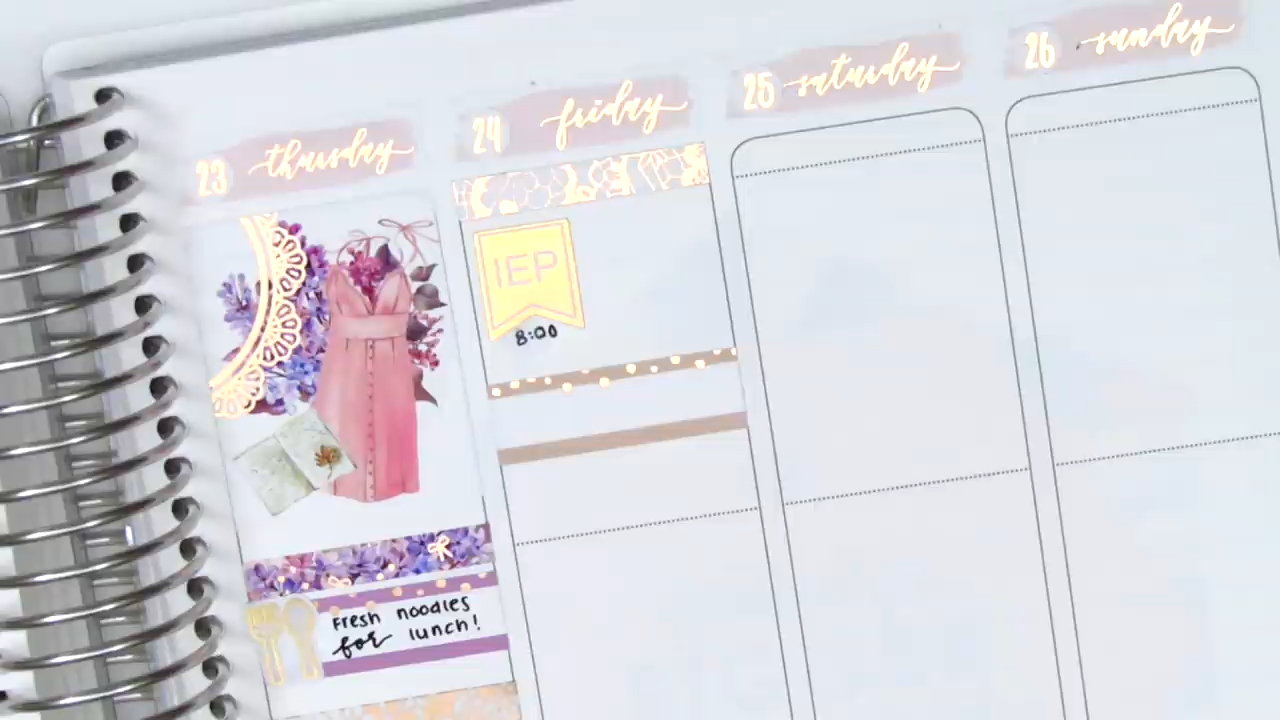 23 thursday
24 friday
25 saturday
26 sunday
IEP
8:00
Fresh noodles
for lunch!